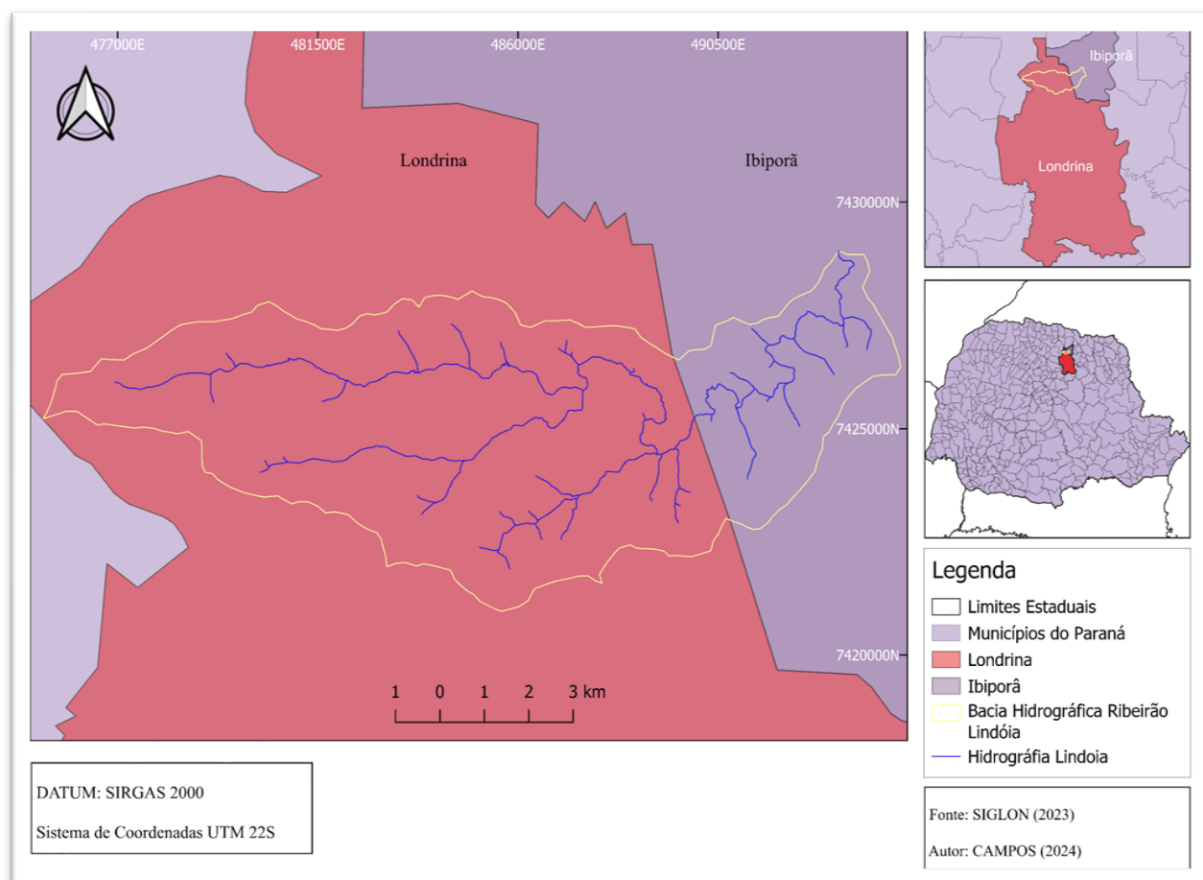 477000E
481500E
486000E
490500E
Londrina
Ibiporã
7430000N
7425000N
7420000N
1 0 1 2 3 km
Ibiporã
Londrina
Legenda
Limites Estaduais
Municípios do Paraná
Londrina
Ibiporâ
Bacia Hidrográfica Ribeirão
Lindóia
Hidrográfia Lindoia
DATUM: SIRGAS 2000
Sistema de Coordenadas UTM 22S
Fonte: SIGLON (2023)
Autor: CAMPOS (2024)